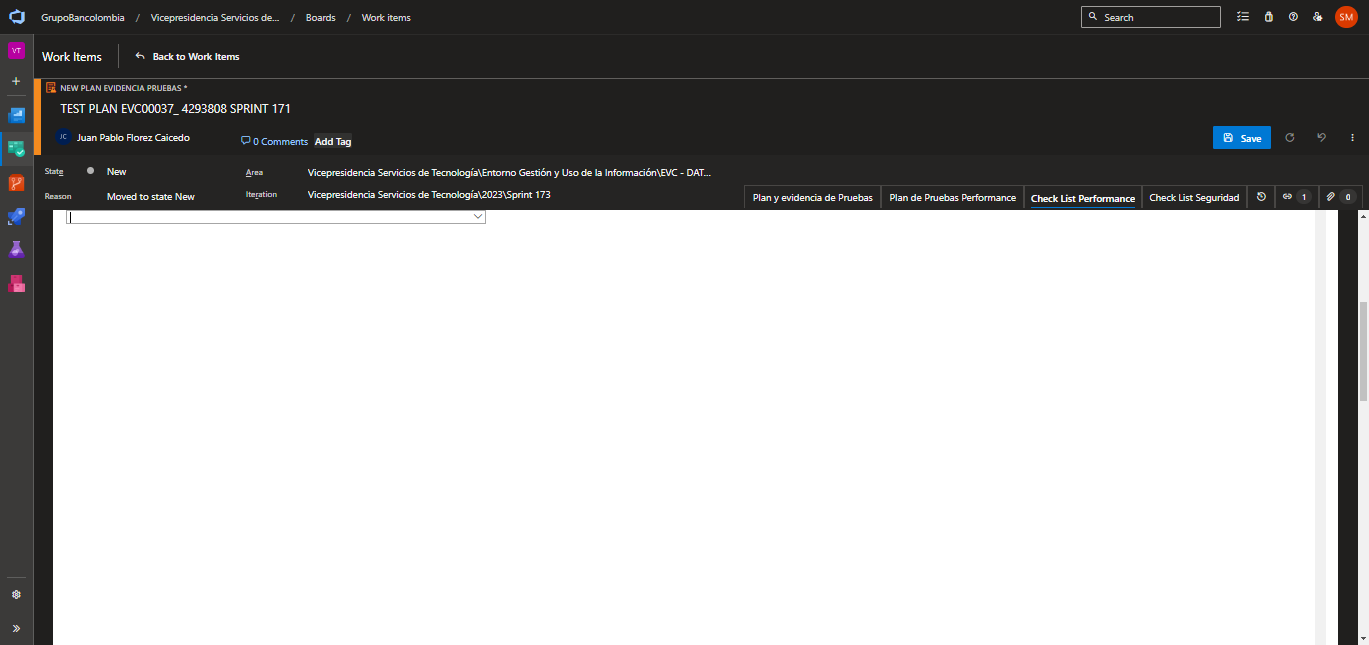 GrupoBancolombia / Vicepresidencia Servicios de... / Boards / Work items
Search
SM
VT
Work Items
Back to Work Items
NEW PLAN EVIDENCIA PRUEBAS *
TEST PLAN EVC00037_ 4293808 SPRINT 171
JC Juan Pablo Florez Caicedo
0 Comments
Add Tag
Save
State
New
Area
Vicepresidencia Servicios de Tecnología\Entorno Gestión y Uso de la Información\EVC - DAT...
Reason
Moved to state New
Iteration
Vicepresidencia Servicios de Tecnología\2023\Sprint 173
Plan y evidencia de Pruebas
Plan de Pruebas Performance
Check List Performance
Check List Seguridad
1
0